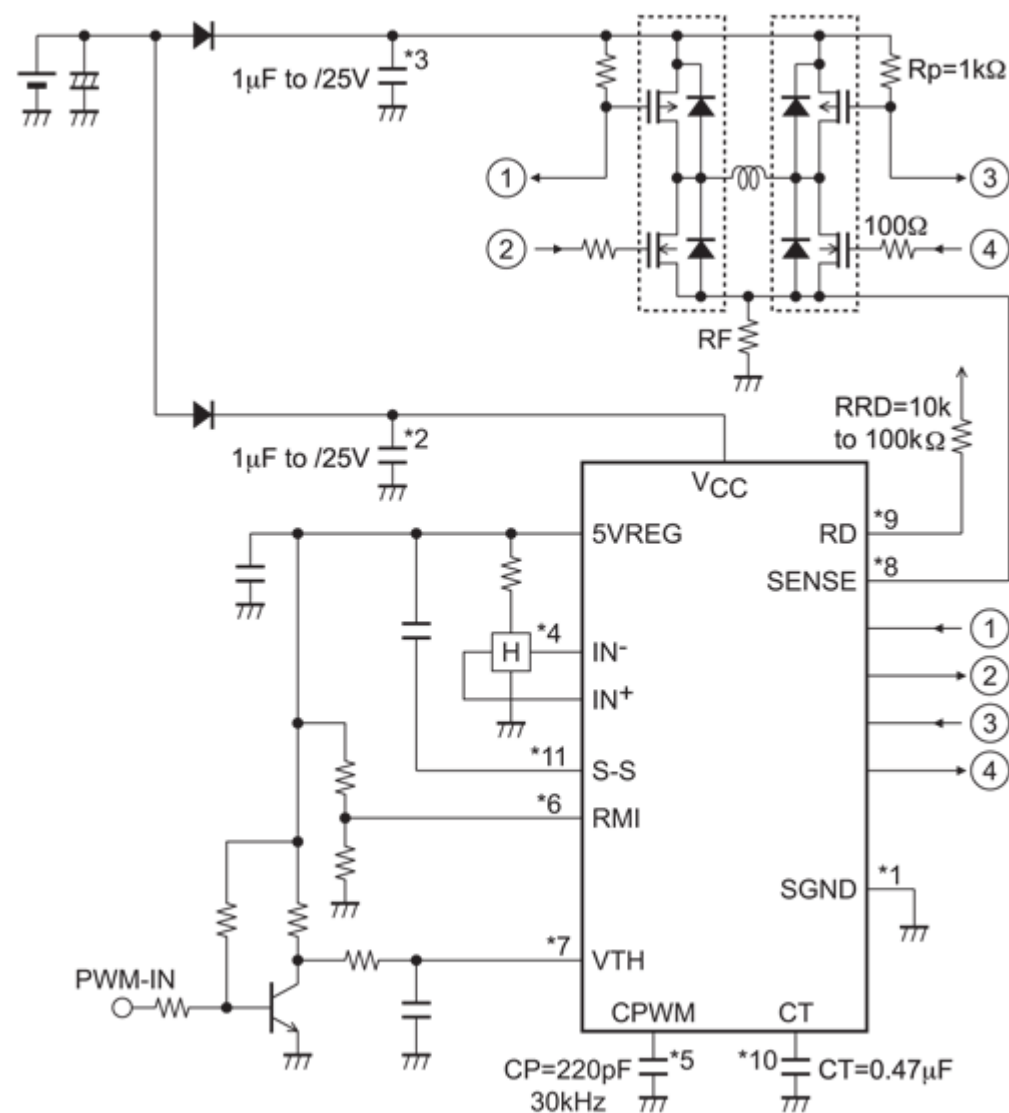 *3
1μF to /25V
Rp=1kΩ
1
3
2
100Ω
4
RF
RRD=10k
to 100kΩ
*2
1μF to /25V
VCC
5VREG
RD
*9
SENSE
*8
*4
IN-
H
IN+
1
2
3
4
*11
S-S
*6
RMI
SGND
*1
*7
VTH
PWM-IN
CPWM
CT
CP=220pF
*5
*10
CT=0.47μF
30kHz